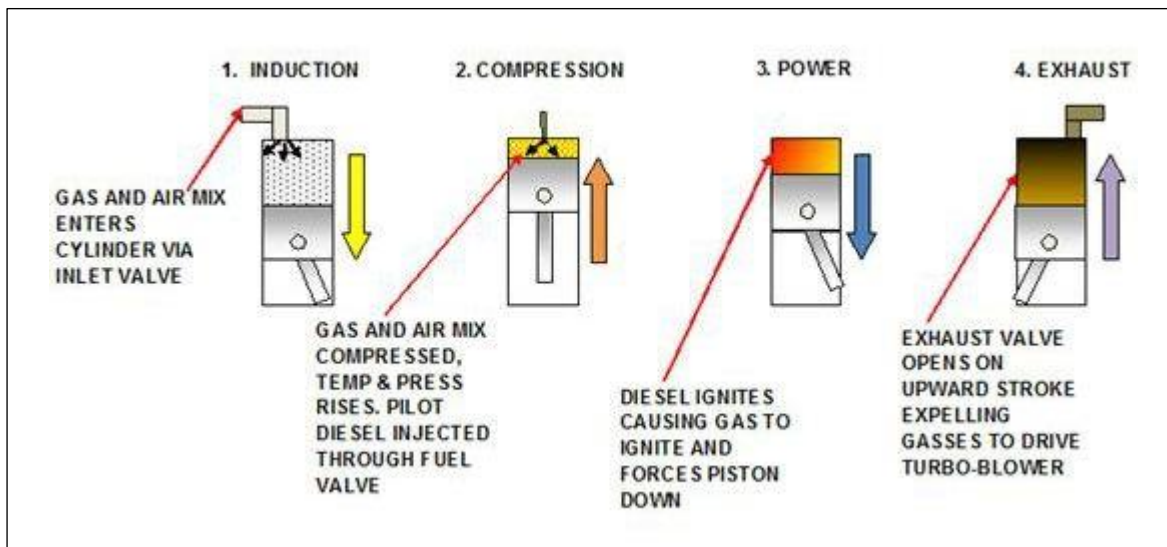 1. INDUCTION
2. COMPRESSION
3. POWER
4. EXHAUST
GAS AND AIR MIX
ENTERS
CYLINDER VIA
INLET VALVE
GAS AND AIR MIX
COMPRESSED,
TEMP & PRESS
RISES. PILOT
DIESEL INJECTED
THROUGH FUEL
VALVE
DIESEL IGNITES
CAUSING GAS TO
IGNITE AND
FORCES PISTON
DOWN
EXHAUST VALVE
OPENS ON
UPWARD STROKE
EXPELLING
GASSES TO DRIVE
TURBO-BLOWER